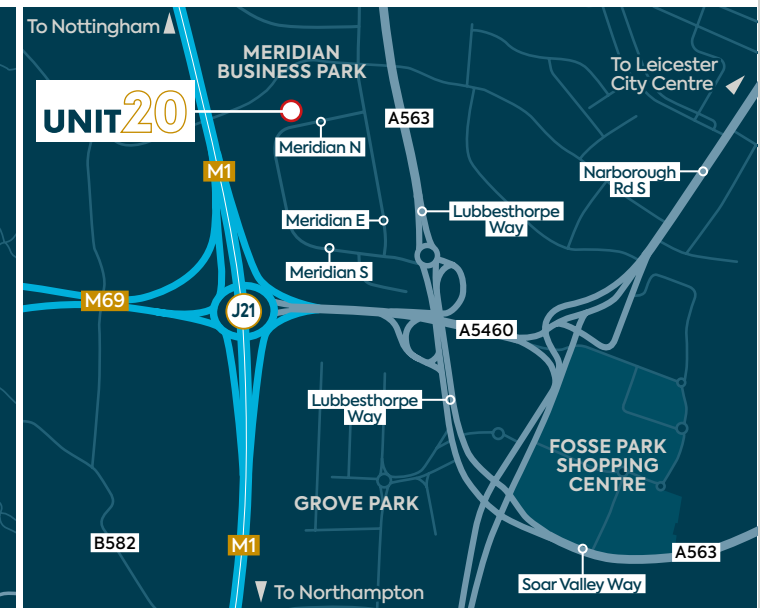 To Nottingham
MERIDIAN
BUSINESS PARK
To Leicester
City Centre
UNIT20
A563
Meridian N
M1
Narborough
Rd S
Meridian E
Lubbesthorpe
Way
Meridian S
M69
J21
A5460
Lubbesthorpe
Way
FOSSE PARK
SHOPPING
CENTRE
GROVE PARK
B582
M1
A563
Soar Valley Way
To Northampton